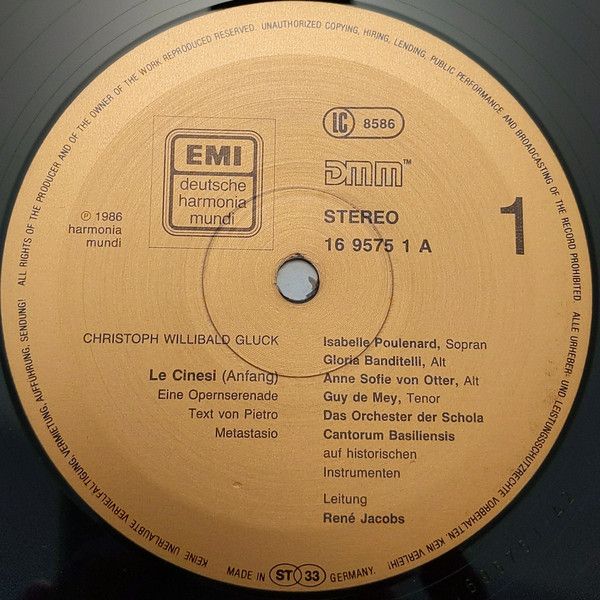 ALL RIGHTS OF THE PRODUCER AND OF THE OWNER OF THE WORK REPRODUCED RESERVED. UNAUTHORIZED COPYING, HIRING, LENDING, PUBLIC PERFORMANCE AND BROADCASTING OF THE RECORD PROHIBITED.
ALLE URHEBER- UND LEISTUNGSSCHUTZRECHTE VORBEHALTEN. KEIN VERLEIH!
KEINE UNERLAUBTE VERVIELFÄLTIGUNG, VERMIETUNG, AUFFÜHRUNG, SENDUNG!
EMI
deutsche
harmonia
mundi
℗ 1986
harmonia
mundi
LC 8586
DMM™
STEREO
16 9575 1 A
1
CHRISTOPH WILLIBALD GLUCK
Le Cinesi (Anfang)
Eine Opernserenade
Text von Pietro
Metastasio
Isabelle Poulenard, Sopran
Gloria Banditelli, Alt
Anne Sofie von Otter, Alt
Guy de Mey, Tenor
Das Orchester der Schola
Cantorum Basiliensis
auf historischen
Instrumenten
Leitung
René Jacobs
MADE IN ST 33 GERMANY.